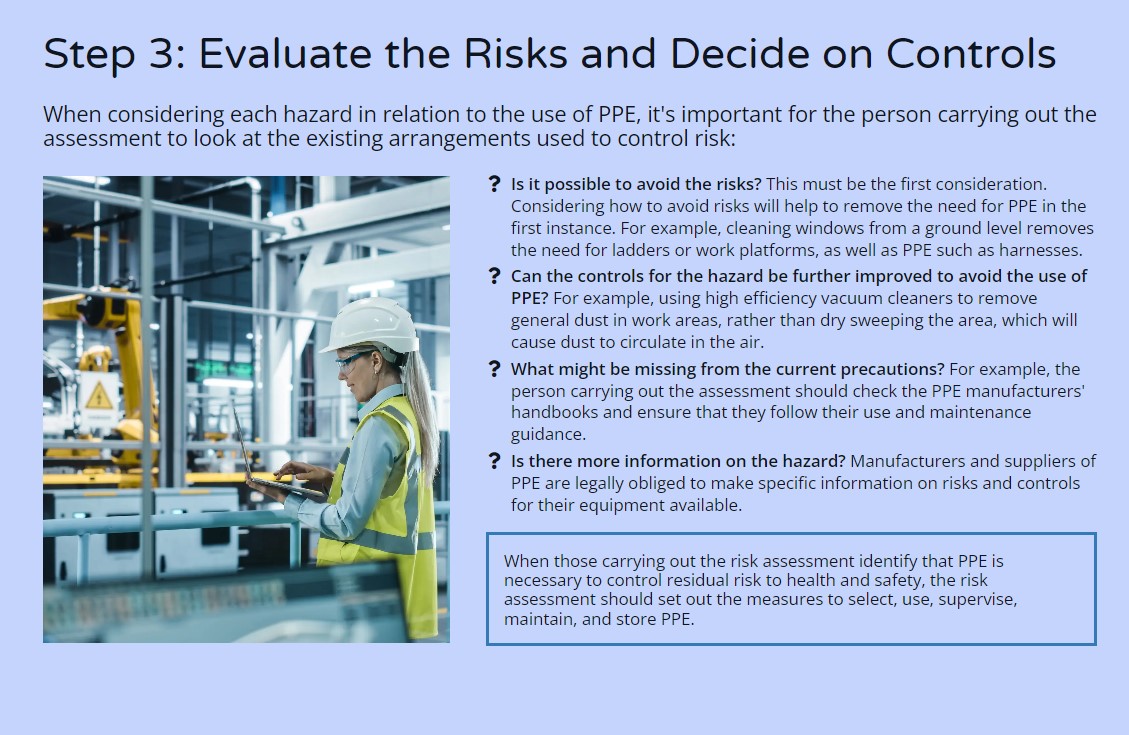 Step 3: Evaluate the Risks and Decide on Controls
When considering each hazard in relation to the use of PPE, it's important for the person carrying out the
assessment to look at the existing arrangements used to control risk:
? Is it possible to avoid the risks? This must be the first consideration.
Considering how to avoid risks will help to remove the need for PPE in the
first instance. For example, cleaning windows from a ground level removes
the need for ladders or work platforms, as well as PPE such as harnesses.
? Can the controls for the hazard be further improved to avoid the use of
PPE? For example, using high efficiency vacuum cleaners to remove
general dust in work areas, rather than dry sweeping the area, which will
cause dust to circulate in the air.
? What might be missing from the current precautions? For example, the
person carrying out the assessment should check the PPE manufacturers'
handbooks and ensure that they follow their use and maintenance
guidance.
? Is there more information on the hazard? Manufacturers and suppliers of
PPE are legally obliged to make specific information on risks and controls
for their equipment available.
When those carrying out the risk assessment identify that PPE is
necessary to control residual risk to health and safety, the risk
assessment should set out the measures to select, use, supervise,
maintain, and store PPE.